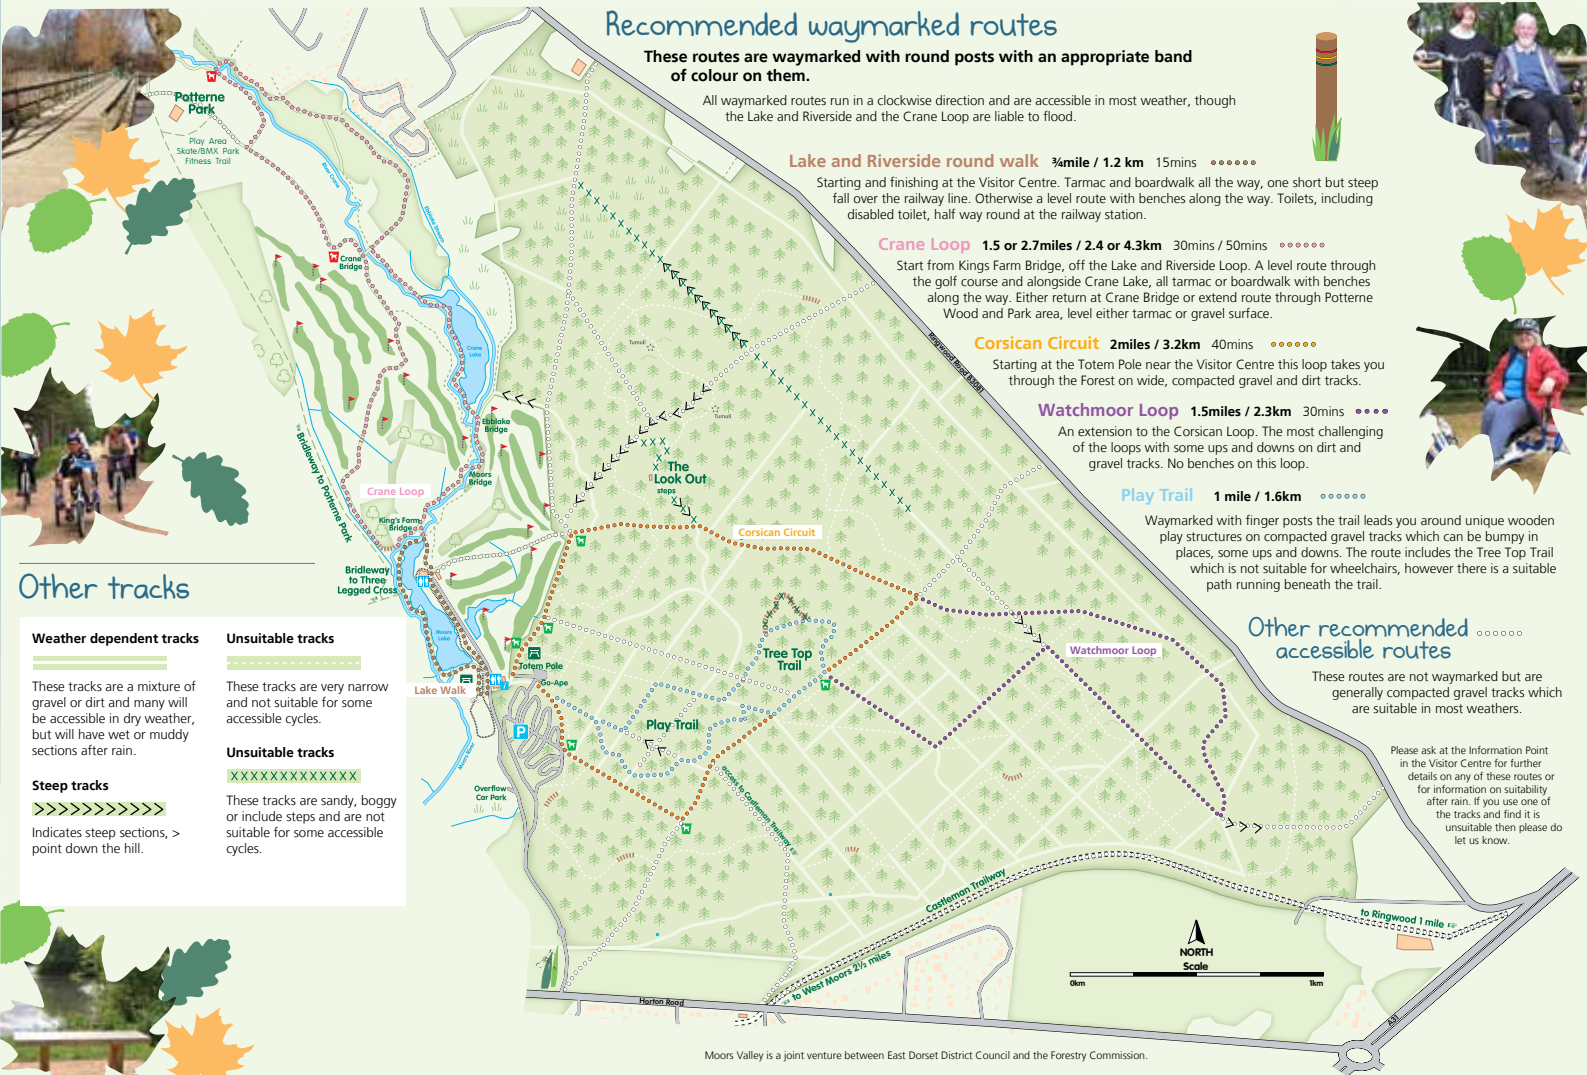 Recommended waymarked routes
These routes are waymarked with round posts with an appropriate band
of colour on them.
All waymarked routes run in a clockwise direction and are accessible in most weather, though
the Lake and Riverside and the Crane Loop are liable to flood.
Lake and Riverside round walk ¾mile / 1.2 km 15mins
Starting and finishing at the Visitor Centre. Tarmac and boardwalk all the way, one short but steep
fall over the railway line. Otherwise a level route with benches along the way. Toilets, including
disabled toilet, half way round at the railway station.
Crane Loop 1.5 or 2.7miles / 2.4 or 4.3km 30mins / 50mins
Start from Kings Farm Bridge, off the Lake and Riverside Loop. A level route through
the golf course and alongside Crane Lake, all tarmac or boardwalk with benches
along the way. Either return at Crane Bridge or extend route through Potterne
Wood and Park area, level either tarmac or gravel surface.
Corsican Circuit 2miles / 3.2km 40mins
Starting at the Totem Pole near the Visitor Centre this loop takes you
through the Forest on wide, compacted gravel and dirt tracks.
Watchmoor Loop 1.5miles / 2.3km 30mins
An extension to the Corsican Loop. The most challenging
of the loops with some ups and downs on dirt and
gravel tracks. No benches on this loop.
Play Trail 1 mile / 1.6km
Waymarked with finger posts the trail leads you around unique wooden
play structures on compacted gravel tracks which can be bumpy in
places, some ups and downs. The route includes the Tree Top Trail
which is not suitable for wheelchairs, however there is a suitable
path running beneath the trail.
Other recommended
accessible routes
These routes are not waymarked but are
generally compacted gravel tracks which
are suitable in most weathers.
Please ask at the Information Point
in the Visitor Centre for further
details on any of these routes or
for information on suitability
after rain. If you use one of
the tracks and find it is
unsuitable then please do
let us know.
Potterne
Park
Play Area
Skate/BMX Park
Fitness Trail
River Crane
Ebblake Stream
Crane
Bridge
Crane
Lake
Ebblake
Bridge
Moors
Bridge
Crane Loop
King's Farm
Bridge
Bridleway to Potterne Park
Bridleway
to Three
Legged Cross
Moors
Lake
Lake Walk
Moors River
Totem Pole
Go-Ape
P
i
Overflow
Car Park
Tumuli
Tumuli
The
Look Out
steps
Corsican Circuit
Tree Top
Trail
Play Trail
Watchmoor Loop
Ringwood Road B3081
access to Castleman Trailway
Castleman Trailway
to West Moors 2½ miles
to Ringwood 1 mile
Horton Road
A31
NORTH
Scale
0km
1km
Other tracks
Weather dependent tracks
These tracks are a mixture of
gravel or dirt and many will
be accessible in dry weather,
but will have wet or muddy
sections after rain.
Steep tracks
>>>>>>>>>>>
Indicates steep sections, >
point down the hill.
Unsuitable tracks
These tracks are very narrow
and not suitable for some
accessible cycles.
Unsuitable tracks
XXXXXXXXXXXXX
These tracks are sandy, boggy
or include steps and are not
suitable for some accessible
cycles.
Moors Valley is a joint venture between East Dorset District Council and the Forestry Commission.